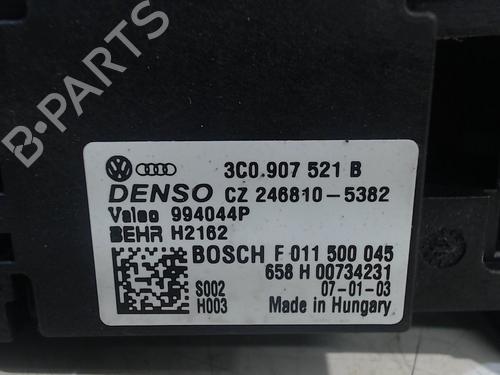 3C0.907 521 B
DENSO CZ 246810-5382
Valeo 994044P
BEHR H2162
BOSCH F 011 500 045
658 H 00734231
S002 07-01-03
H003 Made in Hungary
B-PARTS